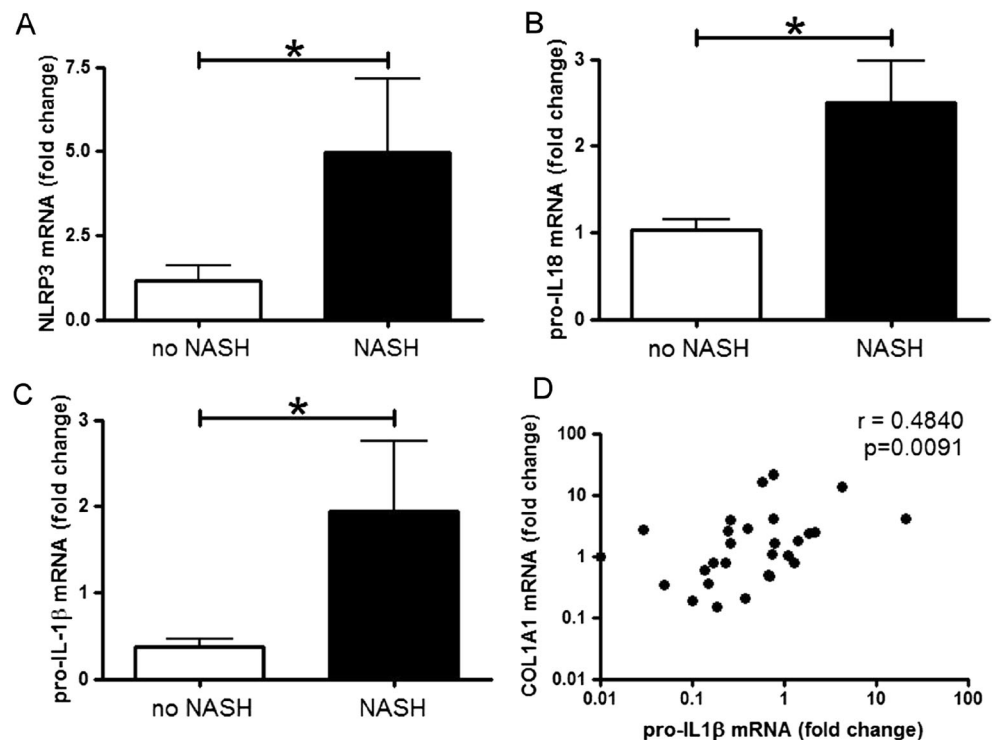 A
*
NLRP3 mRNA (fold change)
7.5
5.0
2.5
0.0
no NASH
NASH
B
*
pro-IL18 mRNA (fold change)
3
2
1
0
no NASH
NASH
C
*
pro-IL-1β mRNA (fold change)
3
2
1
0
no NASH
NASH
D
r = 0.4840
p=0.0091
COL1A1 mRNA (fold change)
100
10
1
0.1
0.01
0.01
0.1
1
10
100
pro-IL1β mRNA (fold change)